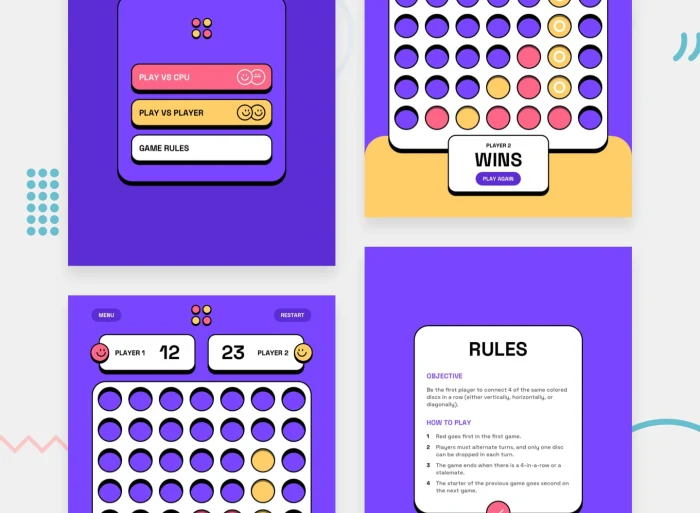 PLAY VS CPU
PLAY VS PLAYER
GAME RULES
PLAYER 2
WINS
PLAY AGAIN
MENU
RESTART
PLAYER 1
12
23
PLAYER 2
RULES
OBJECTIVE
Be the first player to connect 4 of the same colored
discs in a row (either vertically, horizontally, or
diagonally).
HOW TO PLAY
1 Red goes first in the first game.
2 Players must alternate turns, and only one disc
can be dropped in each turn.
3 The game ends when there is a 4-in-a-row or a
stalemate.
4 The starter of the previous game goes second on
the next game.